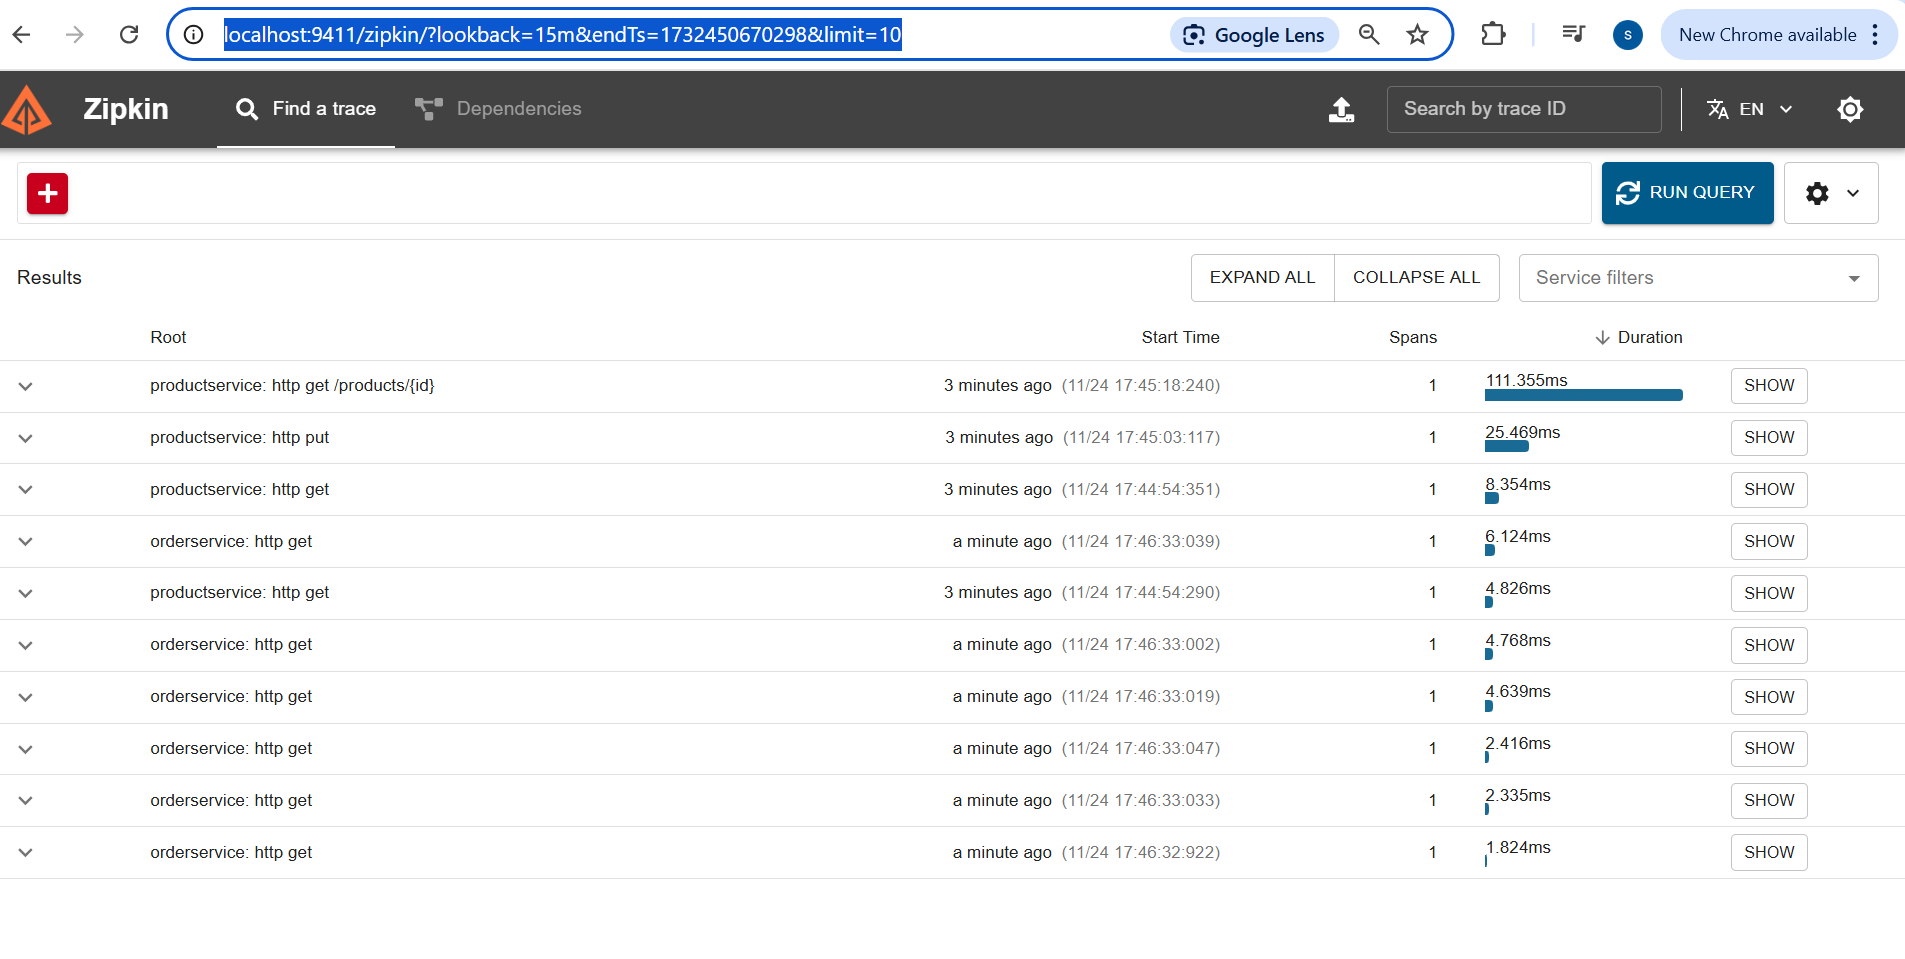 localhost:9411/zipkin/?lookback=15m&endTs=1732450670298&limit=10 Google Lens S New Chrome available
Zipkin Find a trace Dependencies Search by trace ID EN
RUN QUERY
Results EXPAND ALL COLLAPSE ALL Service filters
Root Start Time Spans Duration
productservice: http get /products/{id} 3 minutes ago (11/24 17:45:18:240) 1 111.355ms SHOW
productservice: http put 3 minutes ago (11/24 17:45:03:117) 1 25.469ms SHOW
productservice: http get 3 minutes ago (11/24 17:44:54:351) 1 8.354ms SHOW
orderservice: http get a minute ago (11/24 17:46:33:039) 1 6.124ms SHOW
productservice: http get 3 minutes ago (11/24 17:44:54:290) 1 4.826ms SHOW
orderservice: http get a minute ago (11/24 17:46:33:002) 1 4.768ms SHOW
orderservice: http get a minute ago (11/24 17:46:33:019) 1 4.639ms SHOW
orderservice: http get a minute ago (11/24 17:46:33:047) 1 2.416ms SHOW
orderservice: http get a minute ago (11/24 17:46:33:033) 1 2.335ms SHOW
orderservice: http get a minute ago (11/24 17:46:32:922) 1 1.824ms SHOW